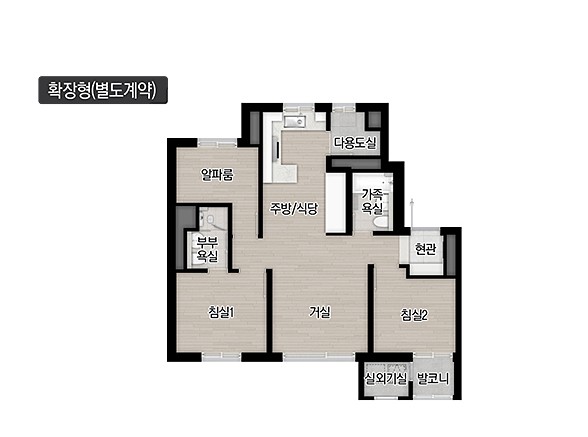 확장형(별도계약)
다용도실
알파룸
주방/식당
가족
욕실
부부
욕실
현관
침실1
거실
침실2
실외기실
발코니